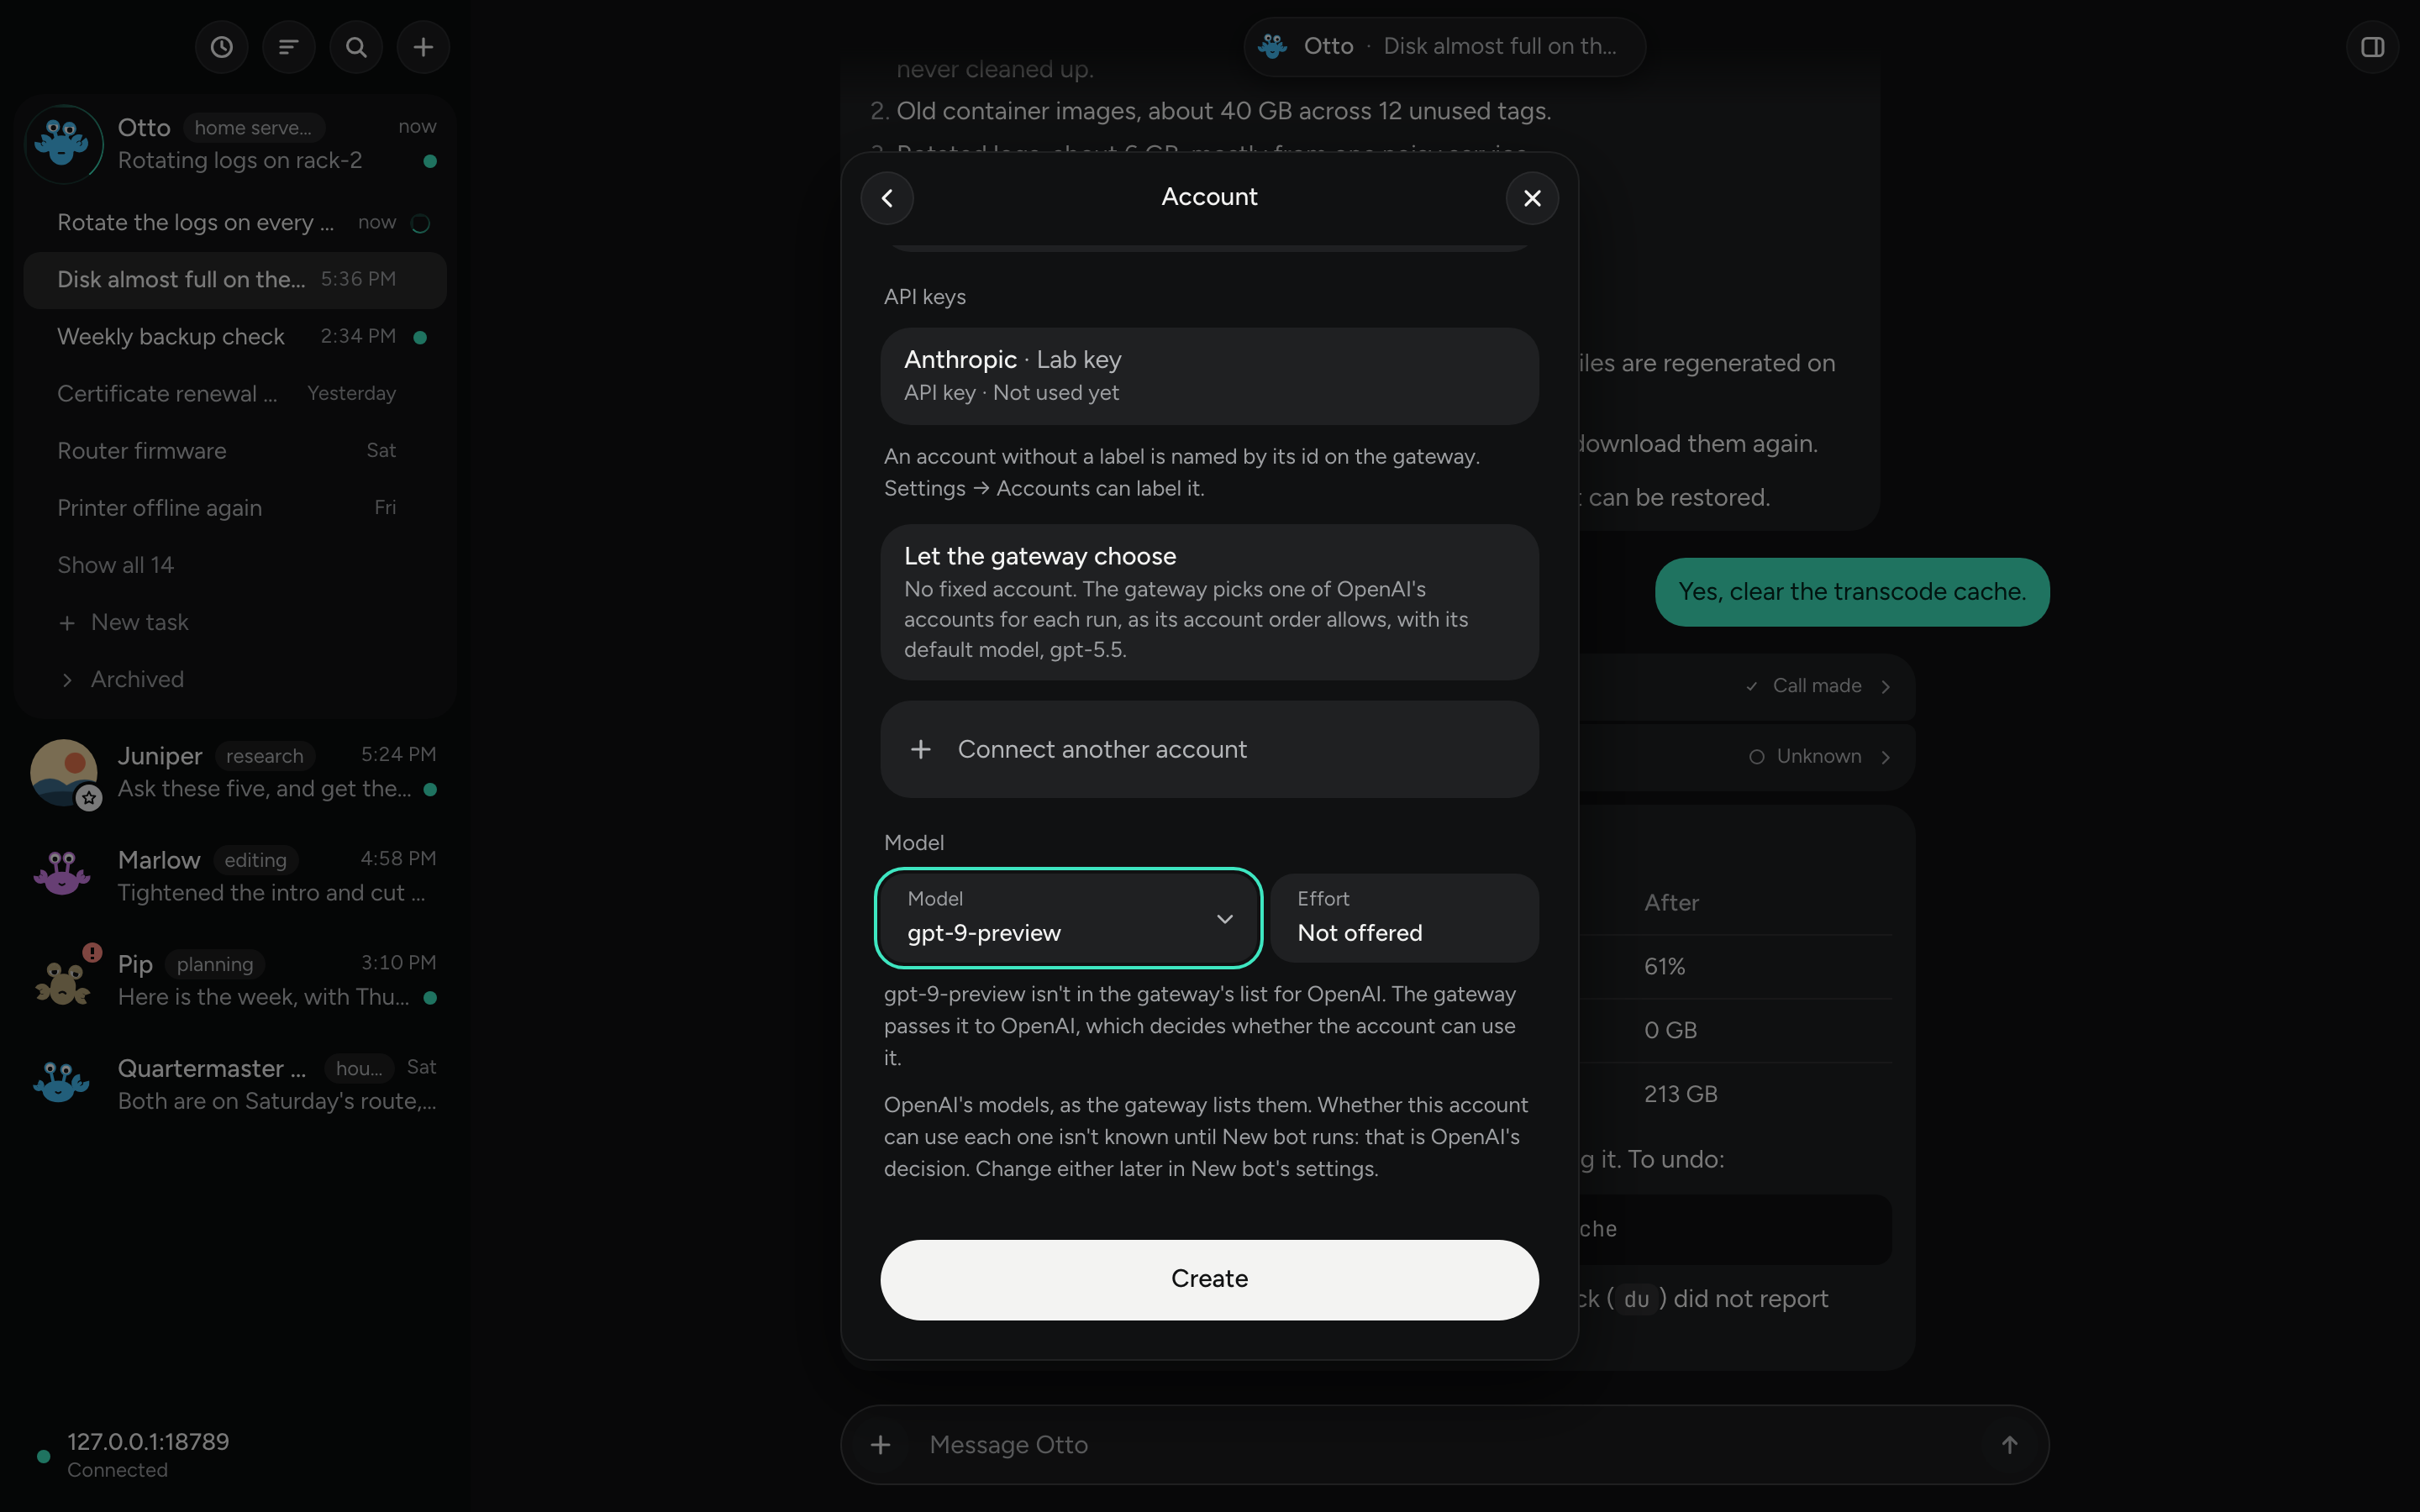 Otto
home serve...
now
Rotating logs on rack-2
Rotate the logs on every ...
now
Disk almost full on the...
5:36 PM
Weekly backup check
2:34 PM
Certificate renewal ...
Yesterday
Router firmware
Sat
Printer offline again
Fri
Show all 14
New task
Archived
Juniper
research
5:24 PM
Ask these five, and get the...
Marlow
editing
4:58 PM
Tightened the intro and cut ...
Pip
planning
3:10 PM
Here is the week, with Thu...
Quartermaster ...
hou...
Sat
Both are on Saturday's route,...
127.0.0.1:18789
Connected
Otto · Disk almost full on th...
never cleaned up.
2. Old container images, about 40 GB across 12 unused tags.
Account
API keys
Anthropic · Lab key
API key · Not used yet
An account without a label is named by its id on the gateway.
Settings → Accounts can label it.
Let the gateway choose
No fixed account. The gateway picks one of OpenAI's
accounts for each run, as its account order allows, with its
default model, gpt-5.5.
Connect another account
Model
Model
gpt-9-preview
Effort
Not offered
gpt-9-preview isn't in the gateway's list for OpenAI. The gateway
passes it to OpenAI, which decides whether the account can use
it.
OpenAI's models, as the gateway lists them. Whether this account
can use each one isn't known until New bot runs: that is OpenAI's
decision. Change either later in New bot's settings.
Create
are regenerated on
download them again.
can be restored.
Yes, clear the transcode cache.
Call made
Unknown
After
61%
0 GB
213 GB
it. To undo:
( du ) did not report
Message Otto